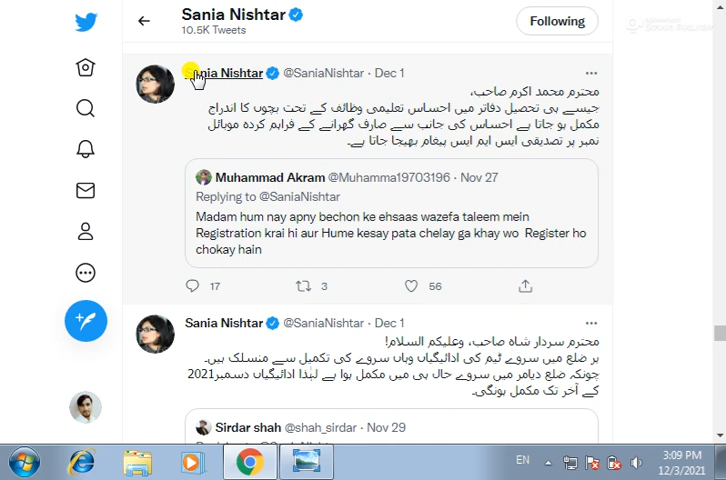 Sania Nishtar
10.5K Tweets
Following
Sania Nishtar @SaniaNishtar · Dec 1
محترم محمد اکرم صاحب،
جیسے ہی تحصیل دفاتر میں احساس تعلیمی وظائف کے تحت بچوں کا اندراج
مکمل ہو جاتا ہے احساس کی جانب سے صارف گھرانے کے فراہم کردہ موبائل
نمبر پر تصدیقی ایس ایم ایس پیغام بھیجا جاتا ہے۔
Muhammad Akram @Muhamma19703196 · Nov 27
Replying to @SaniaNishtar
Madam hum nay apny bechon ke ehsaas wazefa taleem mein
Registration krai hi aur Hume kesay pata chelay ga khay wo Register ho
chokay hain
17 3 56
Sania Nishtar @SaniaNishtar · Dec 1
محترم سردار شاہ صاحب، وعلیکم السلام!
ہر ضلع میں سروے ٹیم کی ادائیگیاں وہاں سروے کی تکمیل سے منسلک ہیں۔
چونکہ ضلع دیامر میں سروے حال ہی میں مکمل ہوا ہے لہٰذا ادائیگیاں دسمبر2021
کے آخر تک مکمل ہونگی۔
Sirdar shah @shah_sirdar · Nov 29
EN
3:09 PM
12/3/2021